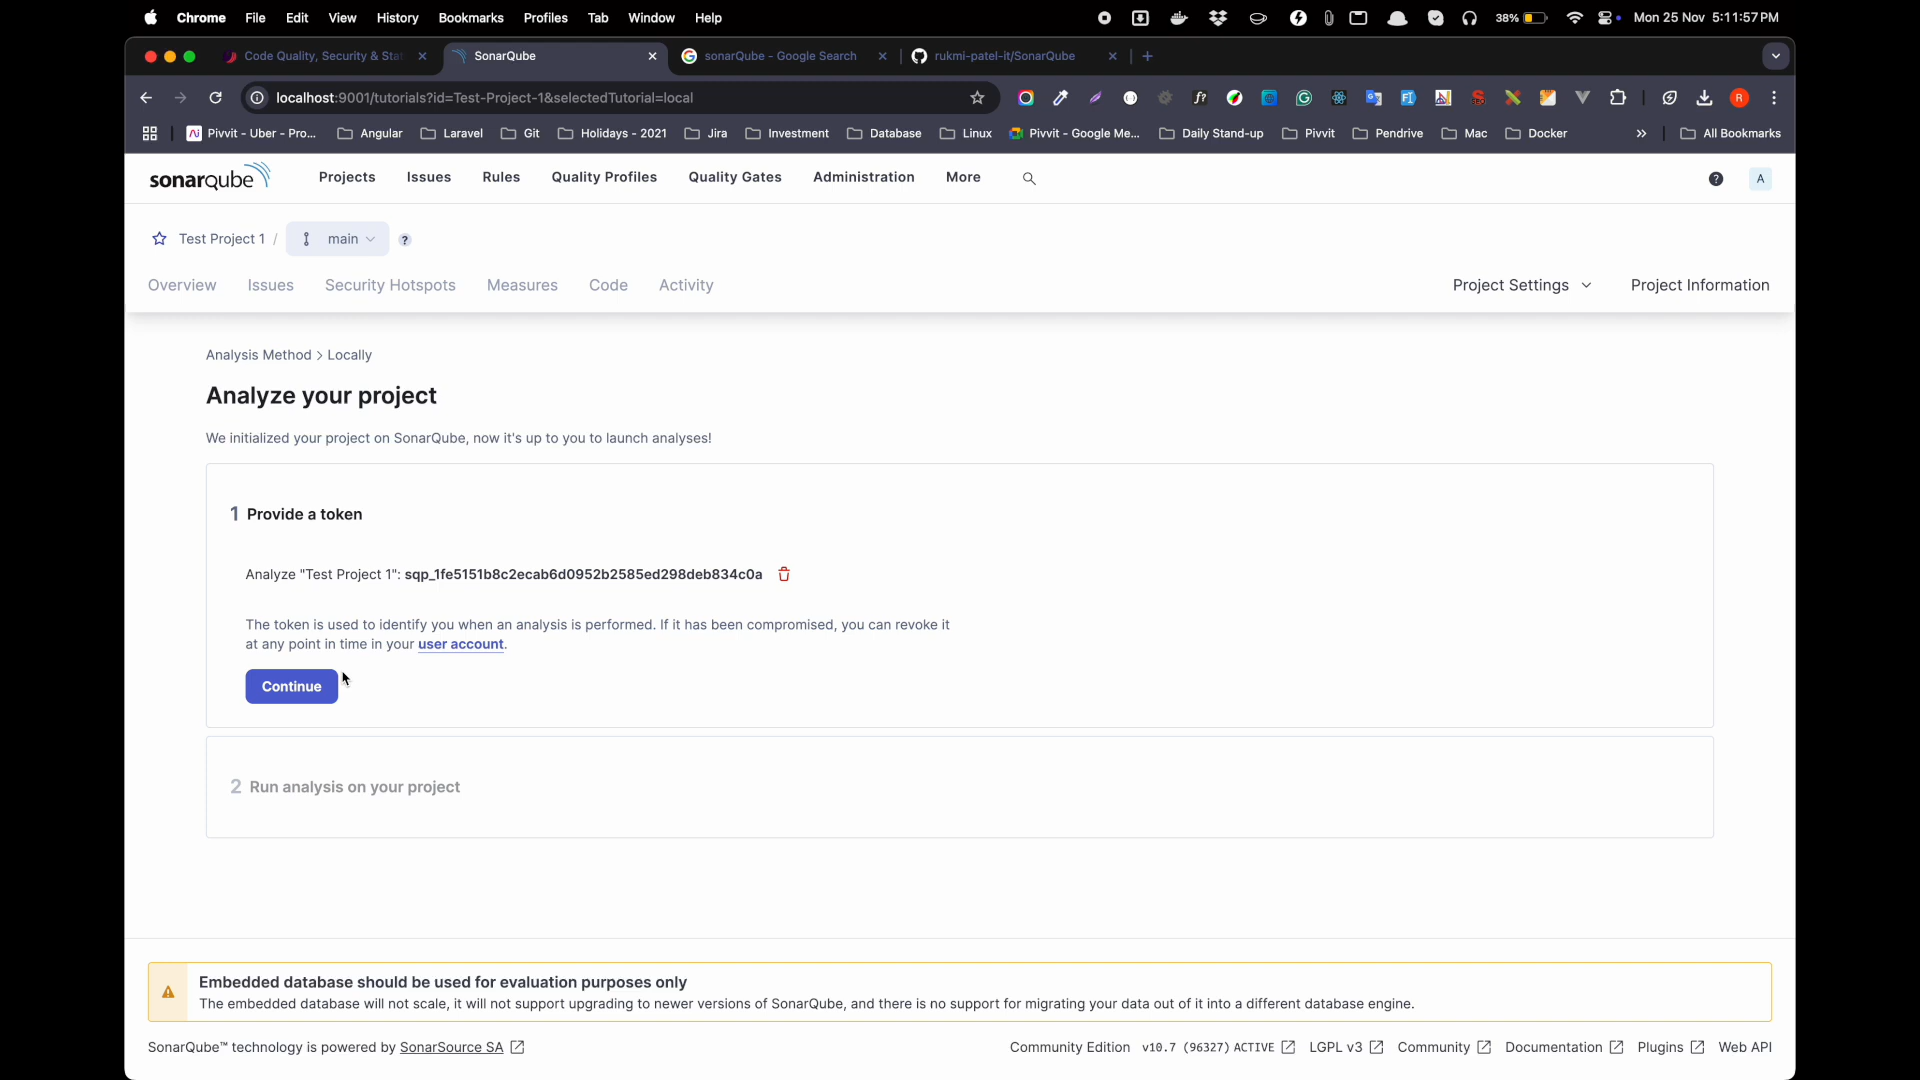 Chrome File Edit View History Bookmarks Profiles Tab Window Help 38% Mon 25 Nov 5:11:57 PM
Code Quality, Security & Stat SonarQube sonarQube - Google Search rukmi-patel-it/SonarQube
localhost:9001/tutorials?id=Test-Project-1&selectedTutorial=local R
Pivvit - Uber - Pro... Angular Laravel Git Holidays - 2021 Jira Investment Database Linux Pivvit - Google Me... Daily Stand-up Pivvit Pendrive Mac Docker » All Bookmarks
sonarqube Projects Issues Rules Quality Profiles Quality Gates Administration More ? A
Test Project 1 / main ?
Overview Issues Security Hotspots Measures Code Activity Project Settings Project Information
Analysis Method > Locally
Analyze your project
We initialized your project on SonarQube, now it's up to you to launch analyses!
1 Provide a token
Analyze "Test Project 1": sqp_1fe5151b8c2ecab6d0952b2585ed298deb834c0a
The token is used to identify you when an analysis is performed. If it has been compromised, you can revoke it
at any point in time in your user account.
Continue
2 Run analysis on your project
Embedded database should be used for evaluation purposes only
The embedded database will not scale, it will not support upgrading to newer versions of SonarQube, and there is no support for migrating your data out of it into a different database engine.
SonarQube™ technology is powered by SonarSource SA Community Edition v10.7 (96327) ACTIVE LGPL v3 Community Documentation Plugins Web API